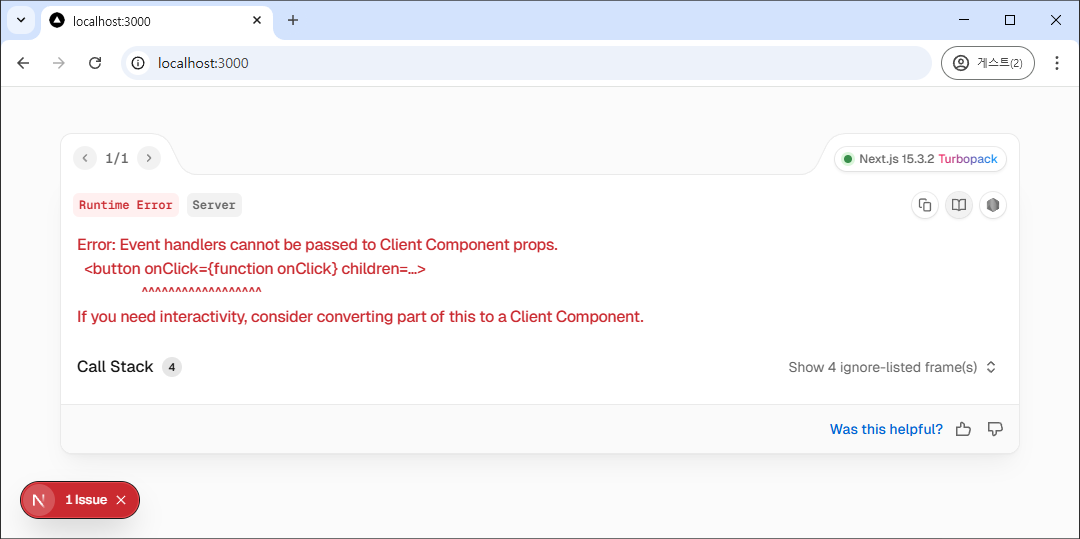 localhost:3000
localhost:3000
게스트(2)
1/1
Next.js 15.3.2 Turbopack
Runtime Error Server
Error: Event handlers cannot be passed to Client Component props.
<button onClick={function onClick} children=...>
^^^^^^^^^^^^^^^^^^
If you need interactivity, consider converting part of this to a Client Component.
Call Stack 4
Show 4 ignore-listed frame(s)
Was this helpful?
N 1 Issue